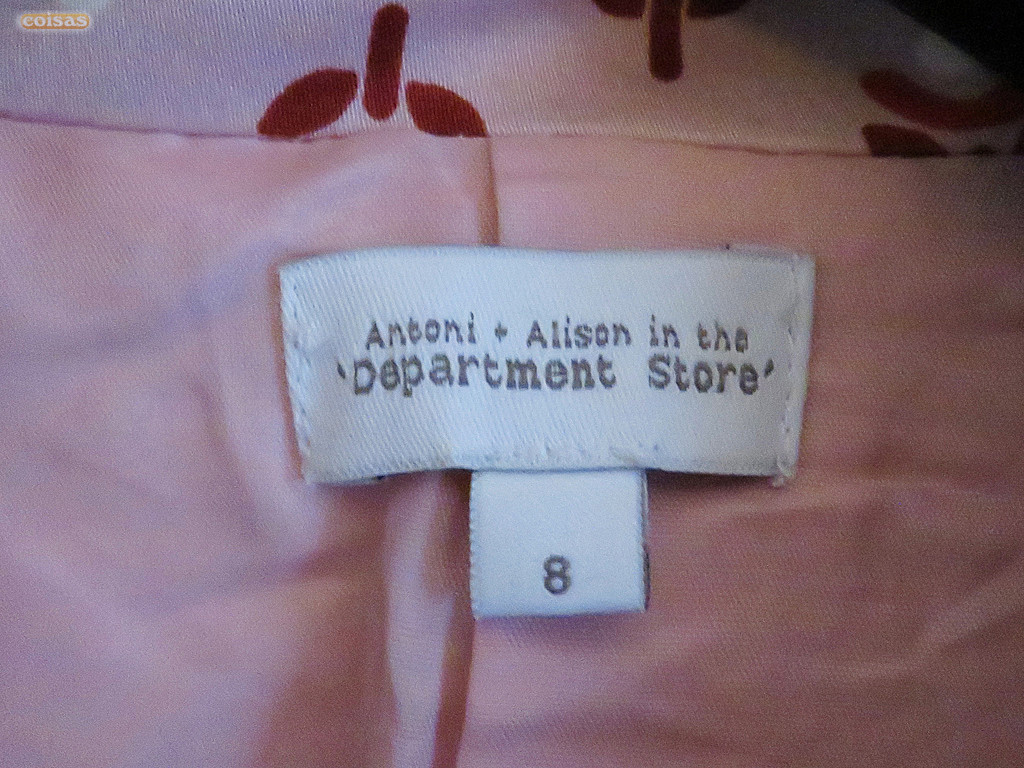 coisas
Antoni + Alison in the
'Department Store'
8